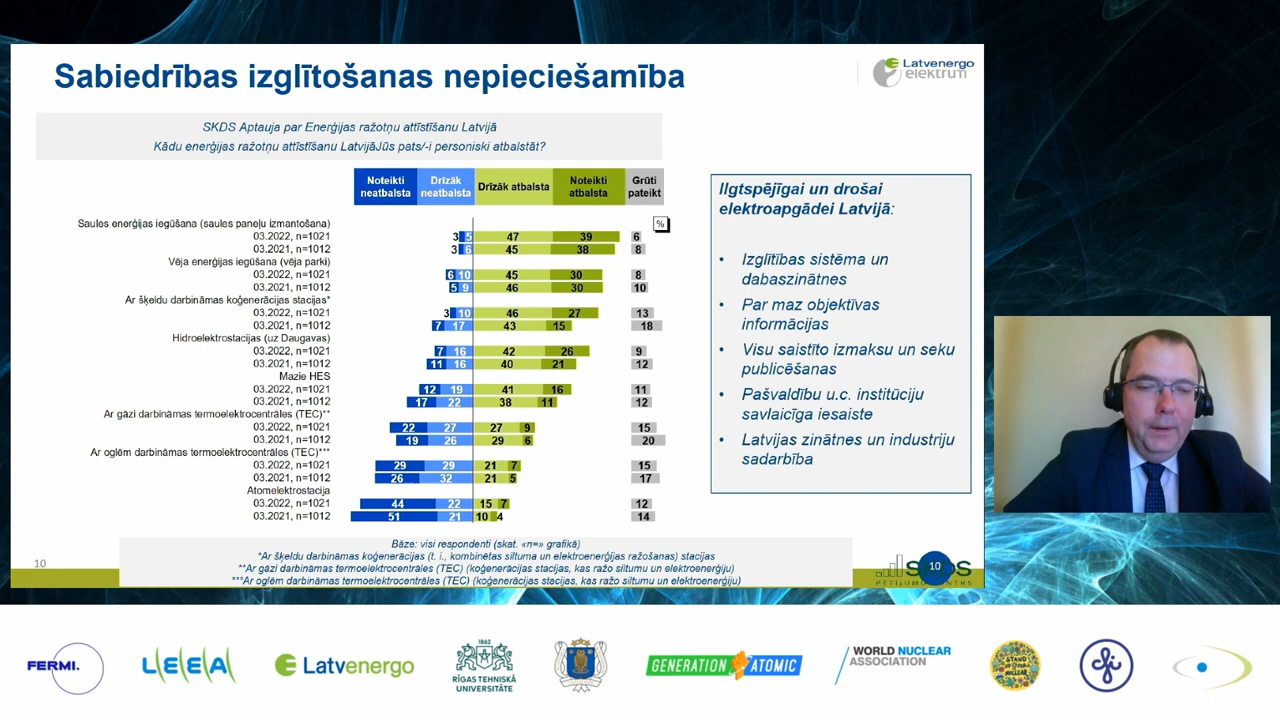 Sabiedrības izglītošanas nepieciešamība
Latvenergo
elektrum
SKDS Aptauja par Enerģijas ražotņu attīstīšanu Latvijā
Kādu enerģijas ražotņu attīstīšanu LatvijāJūs pats/-i personiski atbalstāt?
Noteikti neatbalsta
Drīzāk neatbalsta
Drīzāk atbalsta
Noteikti atbalsta
Grūti pateikt
%
Saules enerģijas iegūšana (saules paneļu izmantošana)
03.2022, n=1021 3 5 47 39 6
03.2021, n=1012 3 6 45 38 8
Vēja enerģijas iegūšana (vēja parki)
03.2022, n=1021 6 10 45 30 8
03.2021, n=1012 5 9 46 30 10
Ar šķeldu darbināmas koģenerācijas stacijas*
03.2022, n=1021 3 10 46 27 13
03.2021, n=1012 7 17 43 15 18
Hidroelektrostacijas (uz Daugavas)
03.2022, n=1021 7 16 42 26 9
03.2021, n=1012 11 16 40 21 12
Mazie HES
03.2022, n=1021 12 19 41 16 11
03.2021, n=1012 17 22 38 11 12
Ar gāzi darbināmas termoelektrocentrāles (TEC)**
03.2022, n=1021 22 27 27 9 15
03.2021, n=1012 19 26 29 6 20
Ar oglēm darbināmas termoelektrocentrāles (TEC)***
03.2022, n=1021 29 29 21 7 15
03.2021, n=1012 26 32 21 5 17
Atomelektrostacija
03.2022, n=1021 44 22 15 7 12
03.2021, n=1012 51 21 10 4 14
Ilgtspējīgai un drošai
elektroapgādei Latvijā:
• Izglītības sistēma un
dabaszinātnes
• Par maz objektīvas
informācijas
• Visu saistīto izmaksu un seku
publicēšanas
• Pašvaldību u.c. institūciju
savlaicīga iesaiste
• Latvijas zinātnes un industriju
sadarbība
Bāze: visi respondenti (skat. «n=» grafikā)
*Ar šķeldu darbināmas koģenerācijas (t. i., kombinētas siltuma un elektroenerģijas ražošanas) stacijas
**Ar gāzi darbināmas termoelektrocentrāles (TEC) (koģenerācijas stacijas, kas ražo siltumu un elektroenerģiju)
***Ar oglēm darbināmas termoelektrocentrāles (TEC) (koģenerācijas stacijas, kas ražo siltumu un elektroenerģiju)
10
10
FERMI.
LEEA
Latvenergo
1862
RĪGAS TEHNISKĀ
UNIVERSITĀTE
GENERATION ATOMIC
WORLD NUCLEAR
ASSOCIATION
STAND
UP FOR
NUCLEAR